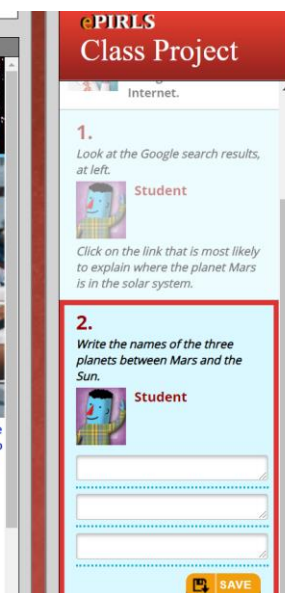 ePIRLS
Class Project
Internet.
1.
Look at the Google search results,
at left.
Student
Click on the link that is most likely
to explain where the planet Mars
is in the solar system.
2.
Write the names of the three
planets between Mars and the
Sun.
Student
SAVE